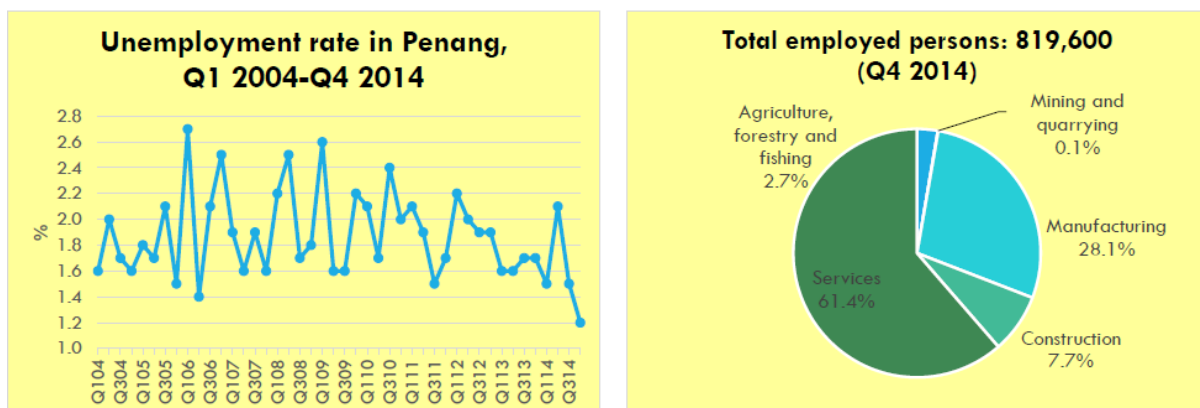 Unemployment rate in Penang,
Q1 2004-Q4 2014
2.8
2.6
2.4
2.2
2.0
1.8
1.6
1.4
1.2
1.0
%
Q104
Q304
Q105
Q305
Q106
Q306
Q107
Q307
Q108
Q308
Q109
Q309
Q110
Q310
Q111
Q311
Q112
Q312
Q113
Q313
Q114
Q314
Total employed persons: 819,600
(Q4 2014)
Agriculture,
forestry and
fishing
2.7%
Mining and
quarrying
0.1%
Manufacturing
28.1%
Services
61.4%
Construction
7.7%